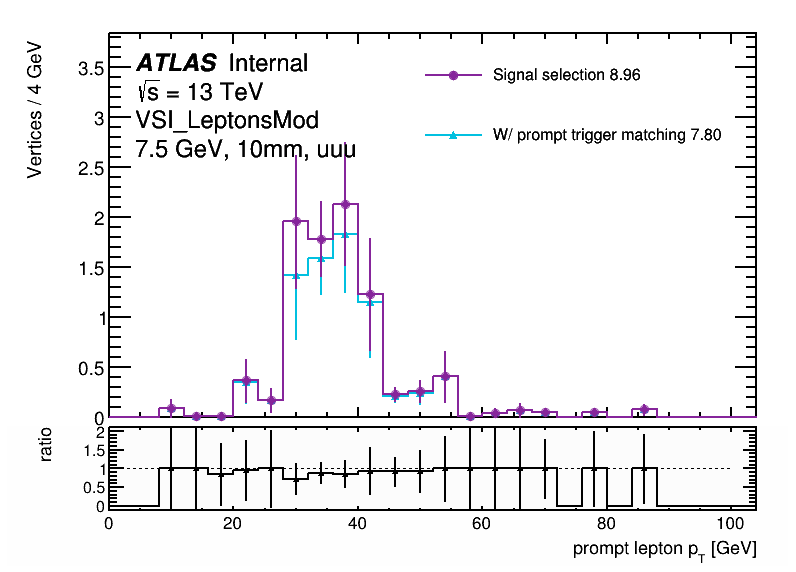 ATLAS Internal
√s = 13 TeV
VSI_LeptonsMod
7.5 GeV, 10mm, uuu
Signal selection 8.96
W/ prompt trigger matching 7.80
Vertices / 4 GeV
3.5
3
2.5
2
1.5
1
0.5
0
ratio
2
1.5
1
0.5
0
0 20 40 60 80 100
prompt lepton p_T [GeV]